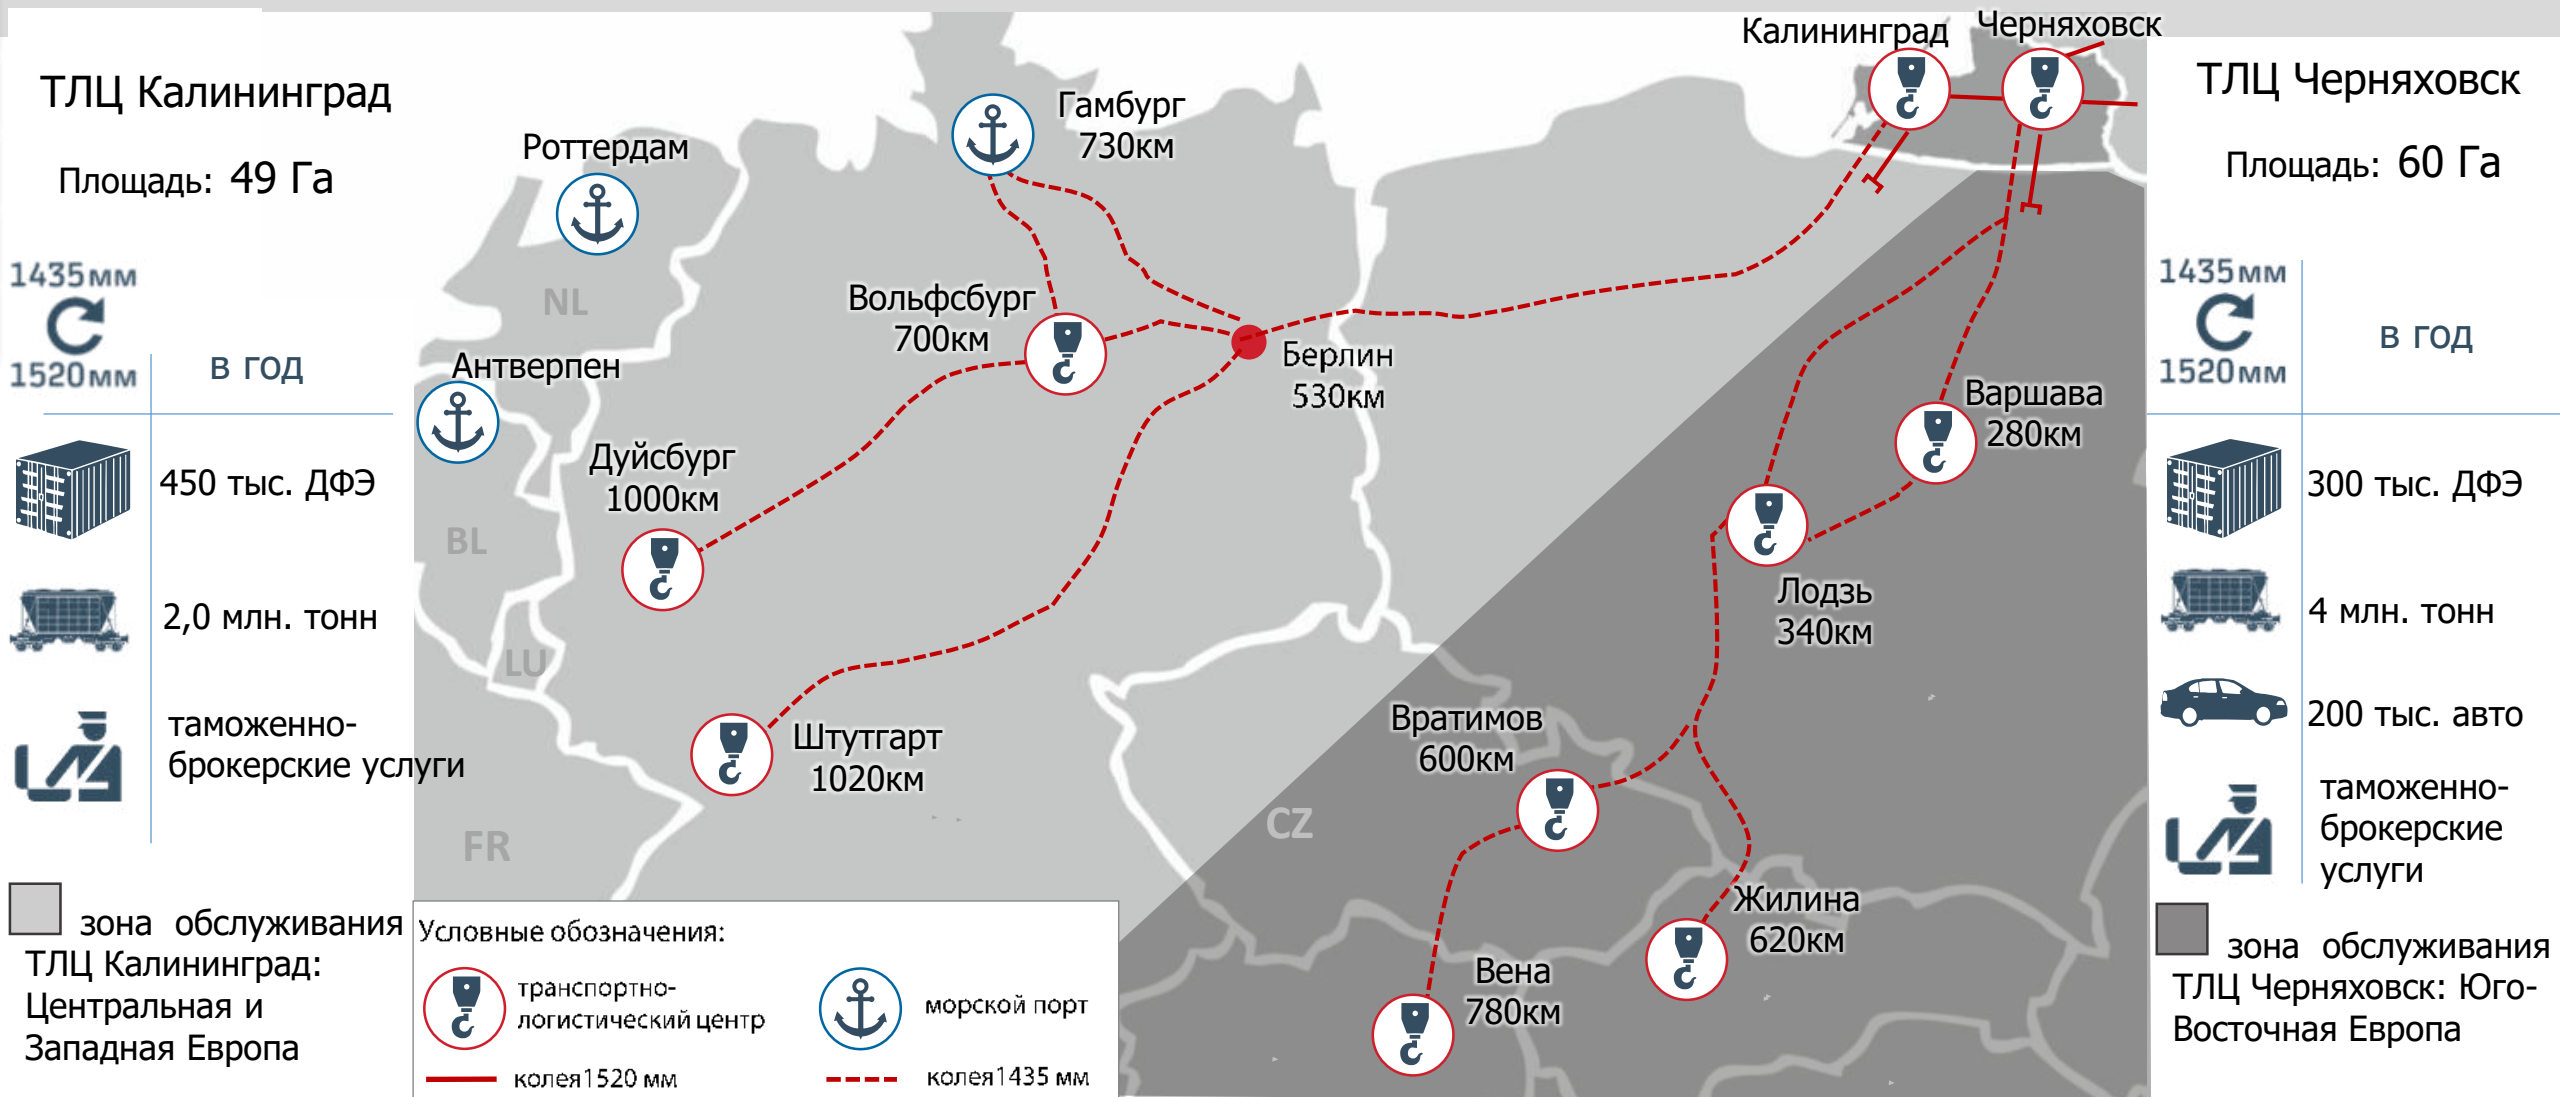 ТЛЦ Калининград
Площадь: 49 Га
1435мм
1520мм
в год
450 тыс. ДФЭ
2,0 млн. тонн
таможенно-
брокерские услуги
зона обслуживания
ТЛЦ Калининград:
Центральная и
Западная Европа
Калининград
Черняховск
Гамбург
730км
Роттердам
NL
Вольфсбург
700км
Антверпен
Берлин
530км
Варшава
280км
Дуйсбург
1000км
BL
Лодзь
340км
LU
Штутгарт
1020км
Вратимов
600км
CZ
FR
Жилина
620км
Вена
780км
Условные обозначения:
транспортно-
логистический центр
морской порт
колея1520 мм
колея1435 мм
ТЛЦ Черняховск
Площадь: 60 Га
1435мм
1520мм
в год
300 тыс. ДФЭ
4 млн. тонн
200 тыс. авто
таможенно-
брокерские
услуги
зона обслуживания
ТЛЦ Черняховск: Юго-
Восточная Европа